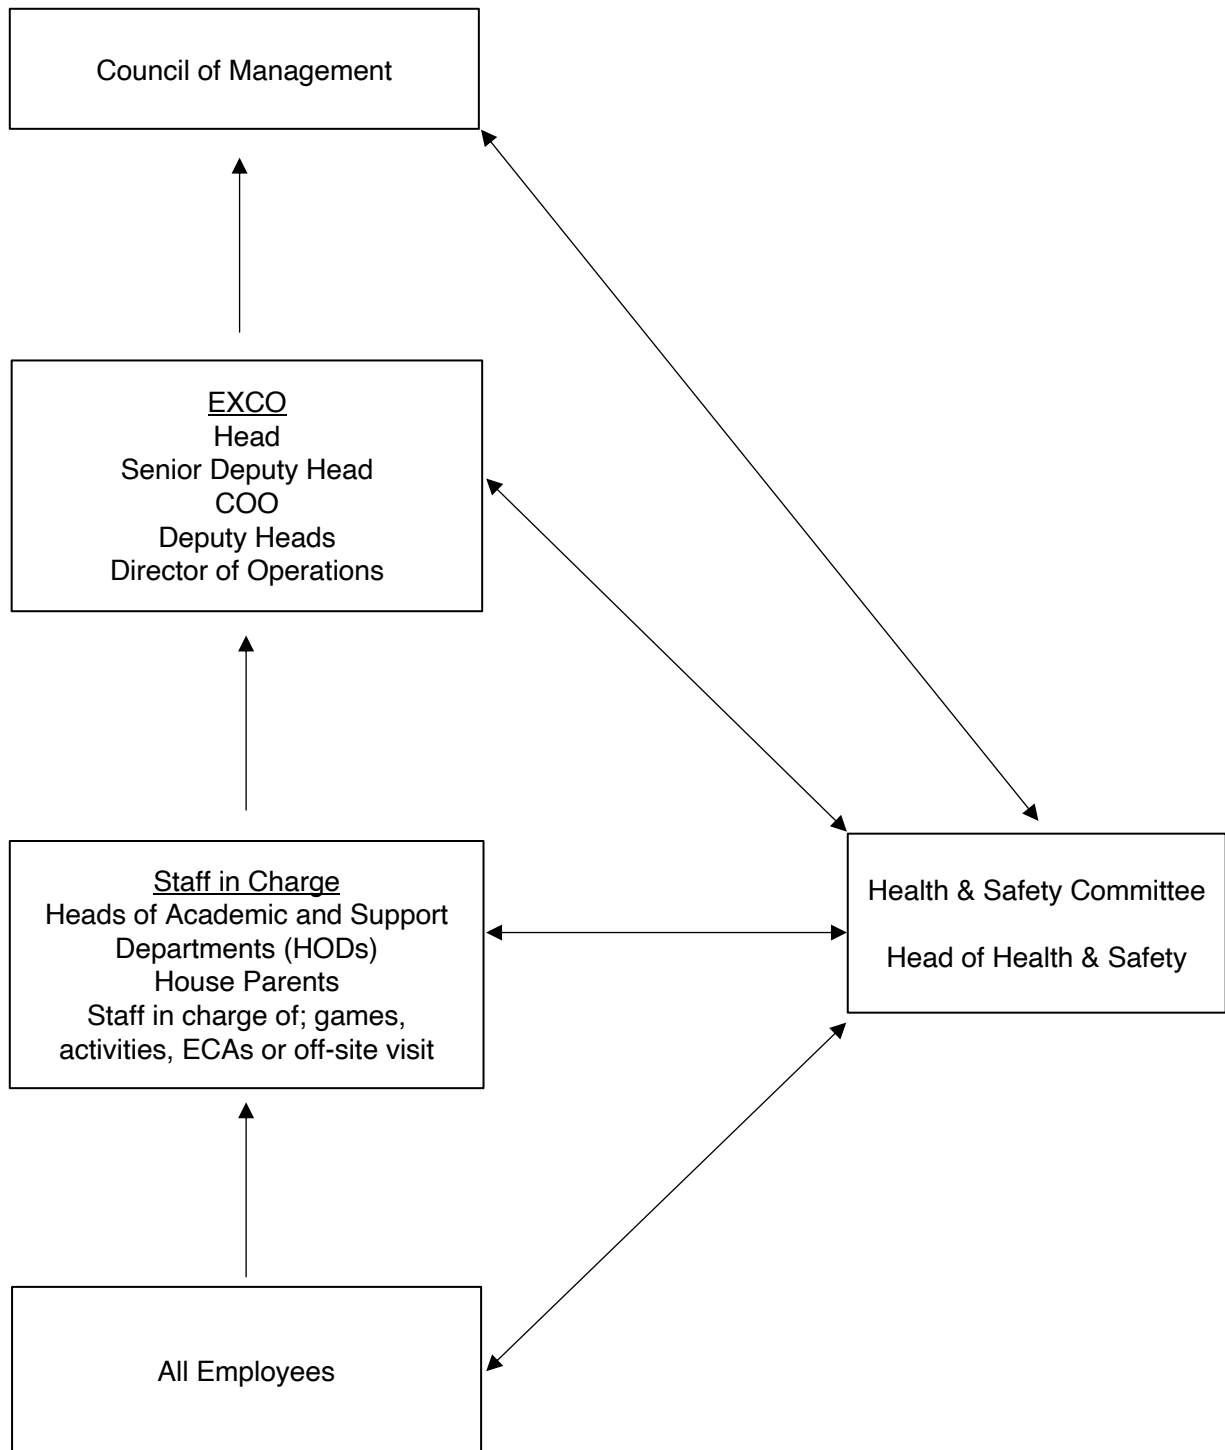 Council of Management
EXCO
Head
Senior Deputy Head
COO
Deputy Heads
Director of Operations
Staff in Charge
Heads of Academic and Support
Departments (HODs)
House Parents
Staff in charge of; games,
activities, ECAs or off-site visit
Health & Safety Committee
Head of Health & Safety
All Employees